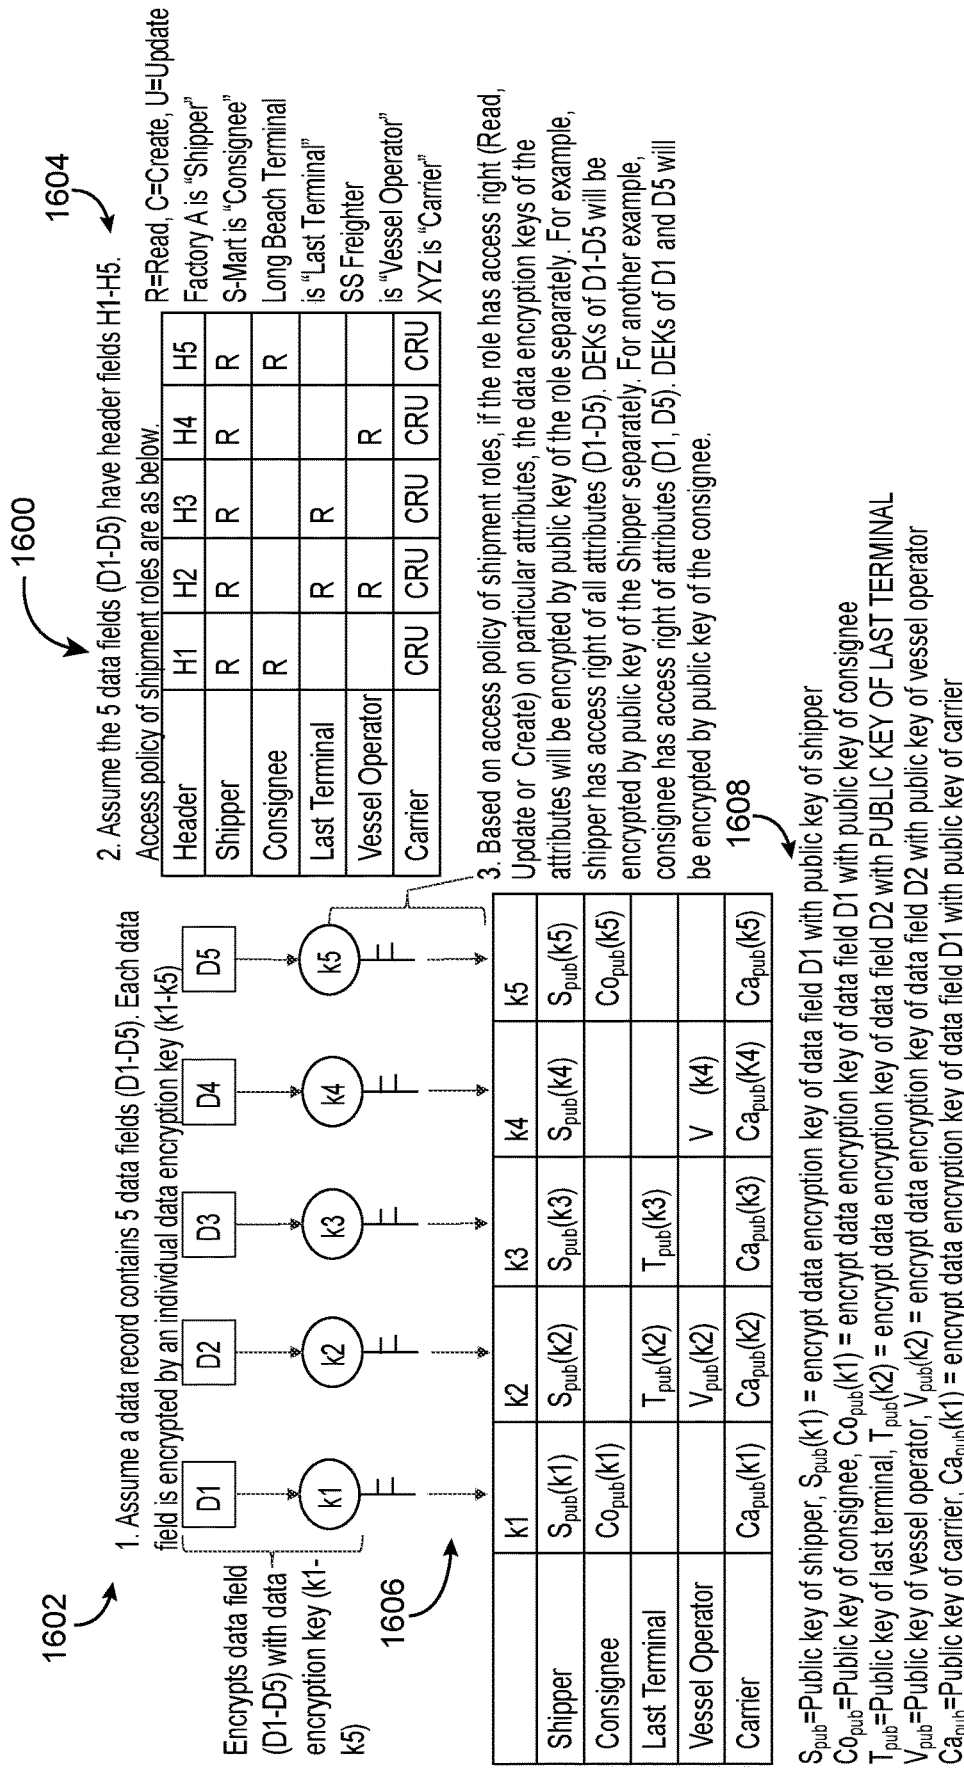 1600
1602
1. Assume a data record contains 5 data fields (D1-D5). Each data
field is encrypted by an individual data encryption key (k1-k5)
Encrypts data field
(D1-D5) with data
encryption key (k1-
k5)
D1 D2 D3 D4 D5
k1 k2 k3 k4 k5
1604
2. Assume the 5 data fields (D1-D5) have header fields H1-H5.
Access policy of shipment roles are as below.
Header H1 H2 H3 H4 H5
Shipper R R R R R
Consignee R R
Last Terminal R R
Vessel Operator R R
Carrier CRU CRU CRU CRU CRU
R=Read, C=Create, U=Update
Factory A is “Shipper”
S-Mart is “Consignee”
Long Beach Terminal
is “Last Terminal”
SS Freighter
is “Vessel Operator”
XYZ is “Carrier”
1606
k1 k2 k3 k4 k5
Shipper Spub(k1) Spub(k2) Spub(k3) Spub(k4) Spub(k5)
Consignee Copub(k1) Copub(k5)
Last Terminal Tpub(k2) Tpub(k3)
Vessel Operator Vpub(k2) V (k4)
Carrier Capub(k1) Capub(k2) Capub(k3) Capub(K4) Capub(k5)
3. Based on access policy of shipment roles, if the role has access right (Read,
Update or Create) on particular attributes, the data encryption keys of the
attributes will be encrypted by public key of the role separately. For example,
shipper has access right of all attributes (D1-D5). DEKs of D1-D5 will be
encrypted by public key of the Shipper separately. For another example,
consignee has access right of attributes (D1, D5). DEKs of D1 and D5 will
be encrypted by public key of the consignee.
1608
Spub=Public key of shipper, Spub(k1) = encrypt data encryption key of data field D1 with public key of shipper
Copub=Public key of consignee, Copub(k1) = encrypt data encryption key of data field D1 with public key of consignee
Tpub=Public key of last terminal, Tpub(k2) = encrypt data encryption key of data field D2 with PUBLIC KEY OF LAST TERMINAL
Vpub=Public key of vessel operator, Vpub(k2) = encrypt data encryption key of data field D2 with public key of vessel operator
Capub=Public key of carrier, Capub(k1) = encrypt data encryption key of data field D1 with public key of carrier